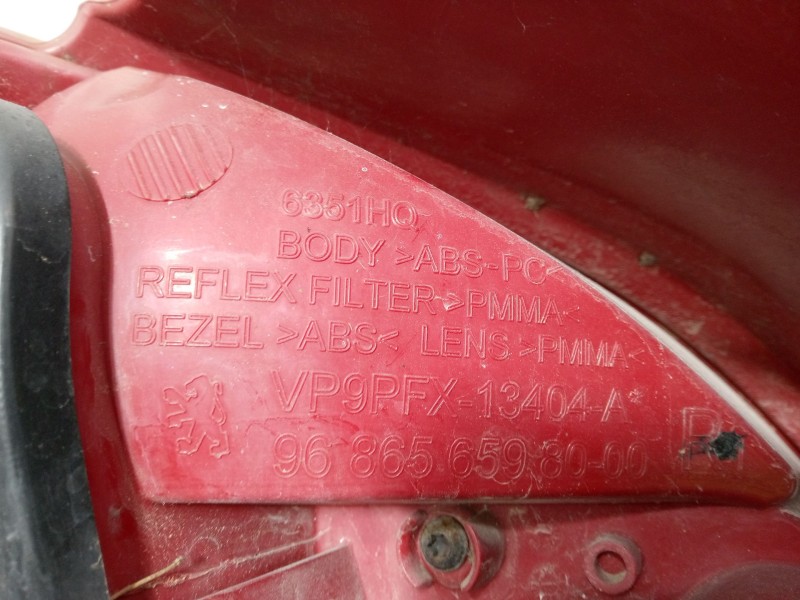 6351HQ
BODY >ABS-PC<
REFLEX FILTER >PMMA<
BEZEL >ABS< LENS >PMMA<
VP9PFX-13404-A
96 865 659 80-00